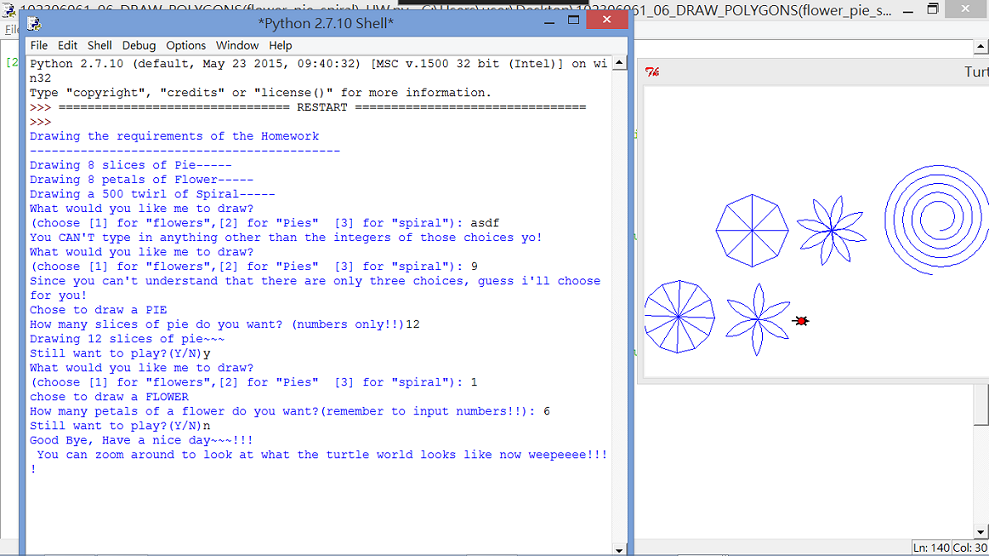 102306061_06_DRAW_POLYGONS(flower_pie_s...
*Python 2.7.10 Shell*
File Edit Shell Debug Options Window Help
Python 2.7.10 (default, May 23 2015, 09:40:32) [MSC v.1500 32 bit (Intel)] on wi
n32
Type "copyright", "credits" or "license()" for more information.
>>> ================================ RESTART ================================
>>>
Drawing the requirements of the Homework
-------------------------------------------
Drawing 8 slices of Pie-----
Drawing 8 petals of Flower-----
Drawing a 500 twirl of Spiral-----
What would you like me to draw?
(choose [1] for "flowers",[2] for "Pies"  [3] for "spiral"): asdf
You CAN'T type in anything other than the integers of those choices yo!
What would you like me to draw?
(choose [1] for "flowers",[2] for "Pies"  [3] for "spiral"): 9
Since you can't understand that there are only three choices, guess i'll choose
for you!
Chose to draw a PIE
How many slices of pie do you want? (numbers only!!)12
Drawing 12 slices of pie~~~
Still want to play?(Y/N)y
What would you like me to draw?
(choose [1] for "flowers",[2] for "Pies"  [3] for "spiral"): 1
chose to draw a FLOWER
How many petals of a flower do you want?(remember to input numbers!!): 6
Still want to play?(Y/N)n
Good Bye, Have a nice day~~~!!!
 You can zoom around to look at what the turtle world looks like now weepeeee!!!
!
Turt
Ln: 140 Col: 30